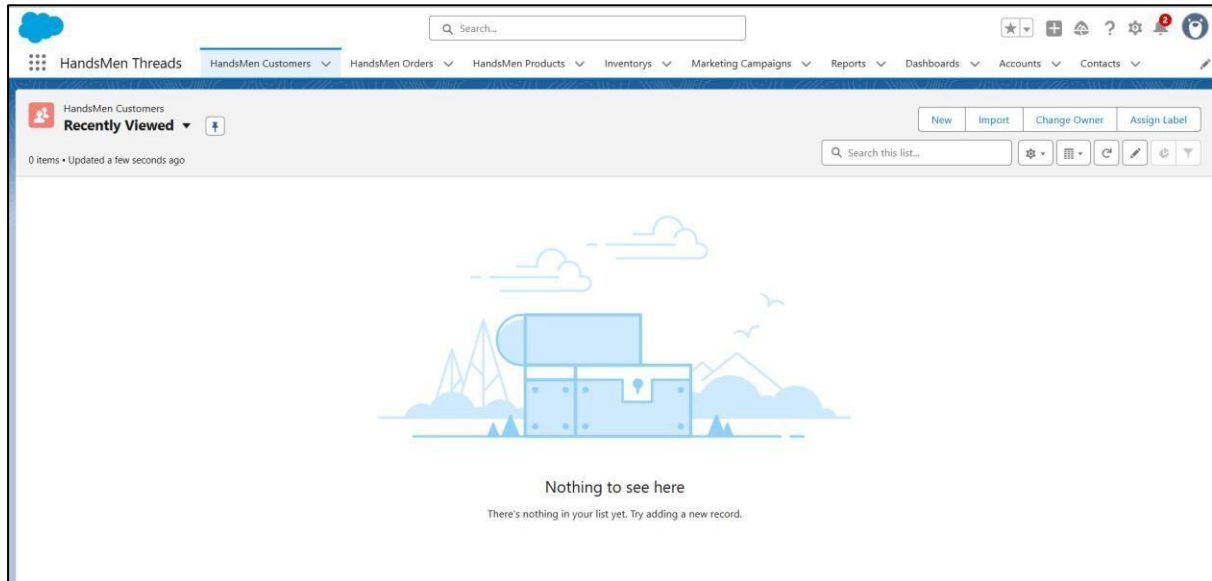 Search...
2
HandsMen Threads HandsMen Customers HandsMen Orders HandsMen Products Inventorys Marketing Campaigns Reports Dashboards Accounts Contacts
HandsMen Customers
Recently Viewed
New Import Change Owner Assign Label
0 items • Updated a few seconds ago
Search this list...
Nothing to see here
There's nothing in your list yet. Try adding a new record.